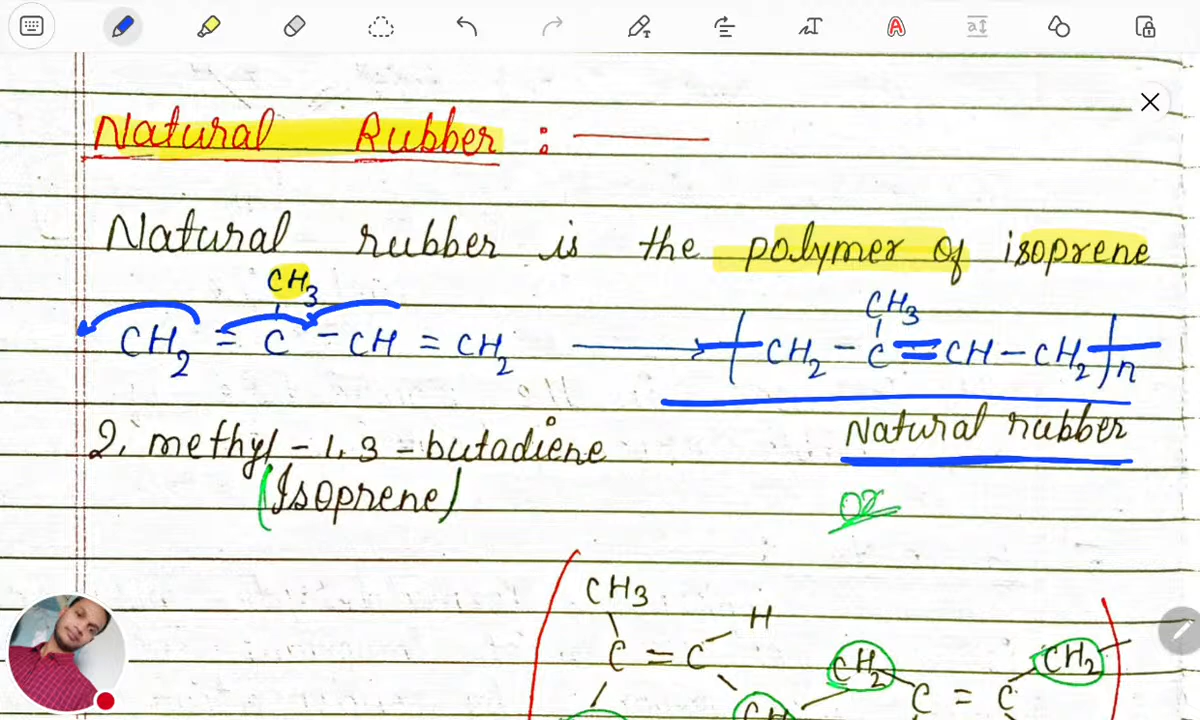 Natural Rubber :
Natural rubber is the polymer of isoprene
CH3 CH3
CH2 = C - CH = CH2 → -[CH2 - C = CH - CH2]-n
2. methyl - 1, 3 - butadiene Natural rubber
(Isoprene) OR
CH3
H
C = C CH2 CH2
C = C